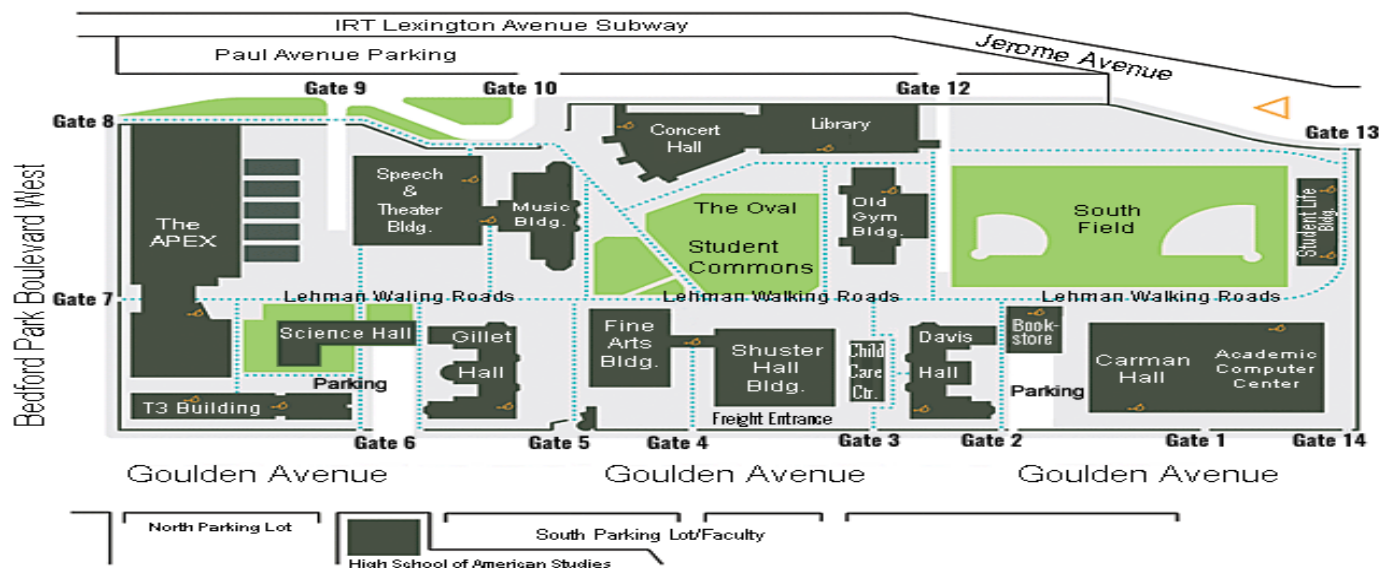 IRT Lexington Avenue Subway
Jerome Avenue
Paul Avenue Parking
Gate 9
Gate 10
Gate 12
Gate 8
Gate 13
Concert
Hall
Library
Speech
&
Theater
Bldg.
Music
Bldg.
The
APEX
The Oval
Student
Commons
Old
Gym
Bldg.
South
Field
Student Life
Bldg.
Bedford Park Boulevard West
Gate 7
Lehman Waling Roads
Lehman Walking Roads
Lehman Walking Roads
Science Hall
Gillet
Hall
Fine
Arts
Bldg.
Shuster
Hall
Bldg.
Child
Care
Ctr.
Davis
Hall
Book-
store
Carman
Hall
Academic
Computer
Center
Parking
Parking
T3 Building
Freight Entrance
Gate 6
Gate 5
Gate 4
Gate 3
Gate 2
Gate 1
Gate 14
Goulden Avenue
Goulden Avenue
Goulden Avenue
North Parking Lot
South Parking Lot/Faculty
High School of American Studies